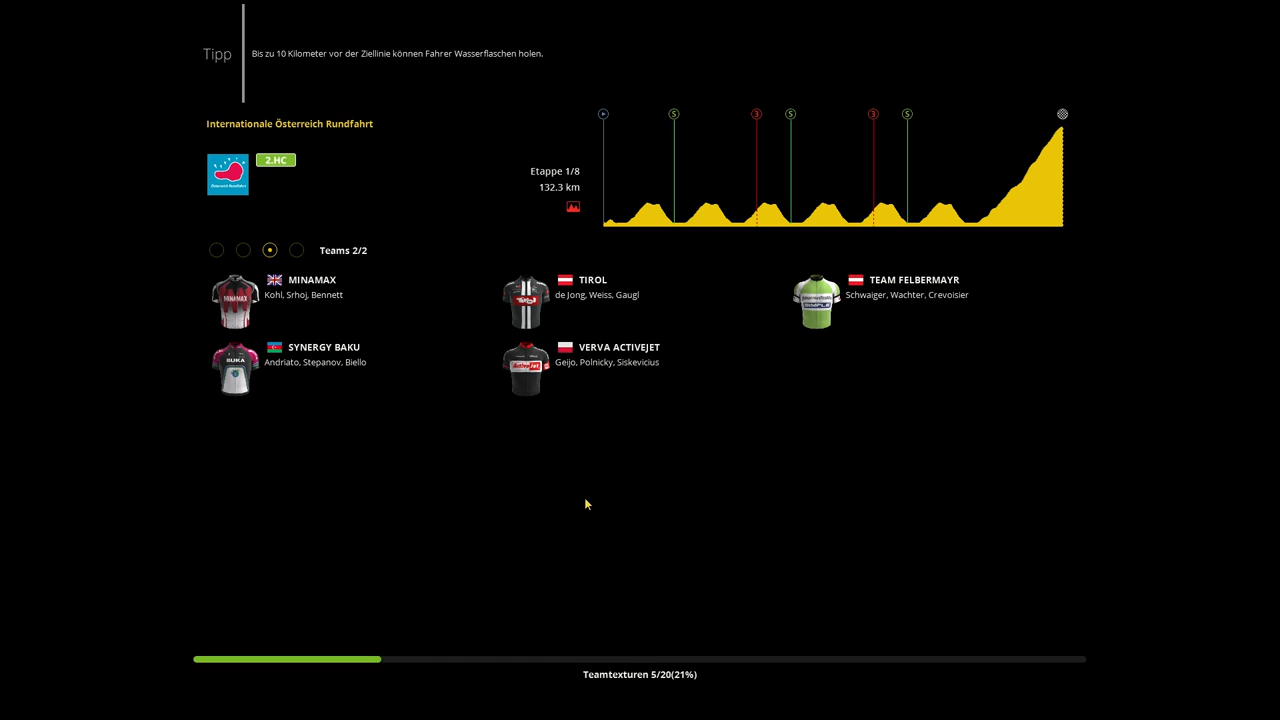 Tipp
Bis zu 10 Kilometer vor der Ziellinie können Fahrer Wasserflaschen holen.
Internationale Österreich Rundfahrt
2.HC
Etappe 1/8
132.3 km
S
3
S
3
S
Teams 2/2
MINAMAX
Kohl, Srhoj, Bennett
TIROL
de Jong, Weiss, Gaugl
TEAM FELBERMAYR
Schwaiger, Wachter, Crevoisier
SYNERGY BAKU
Andriato, Stepanov, Biello
VERVA ACTIVEJET
Geijo, Polnicky, Siskevicius
Teamtexturen 5/20(21%)